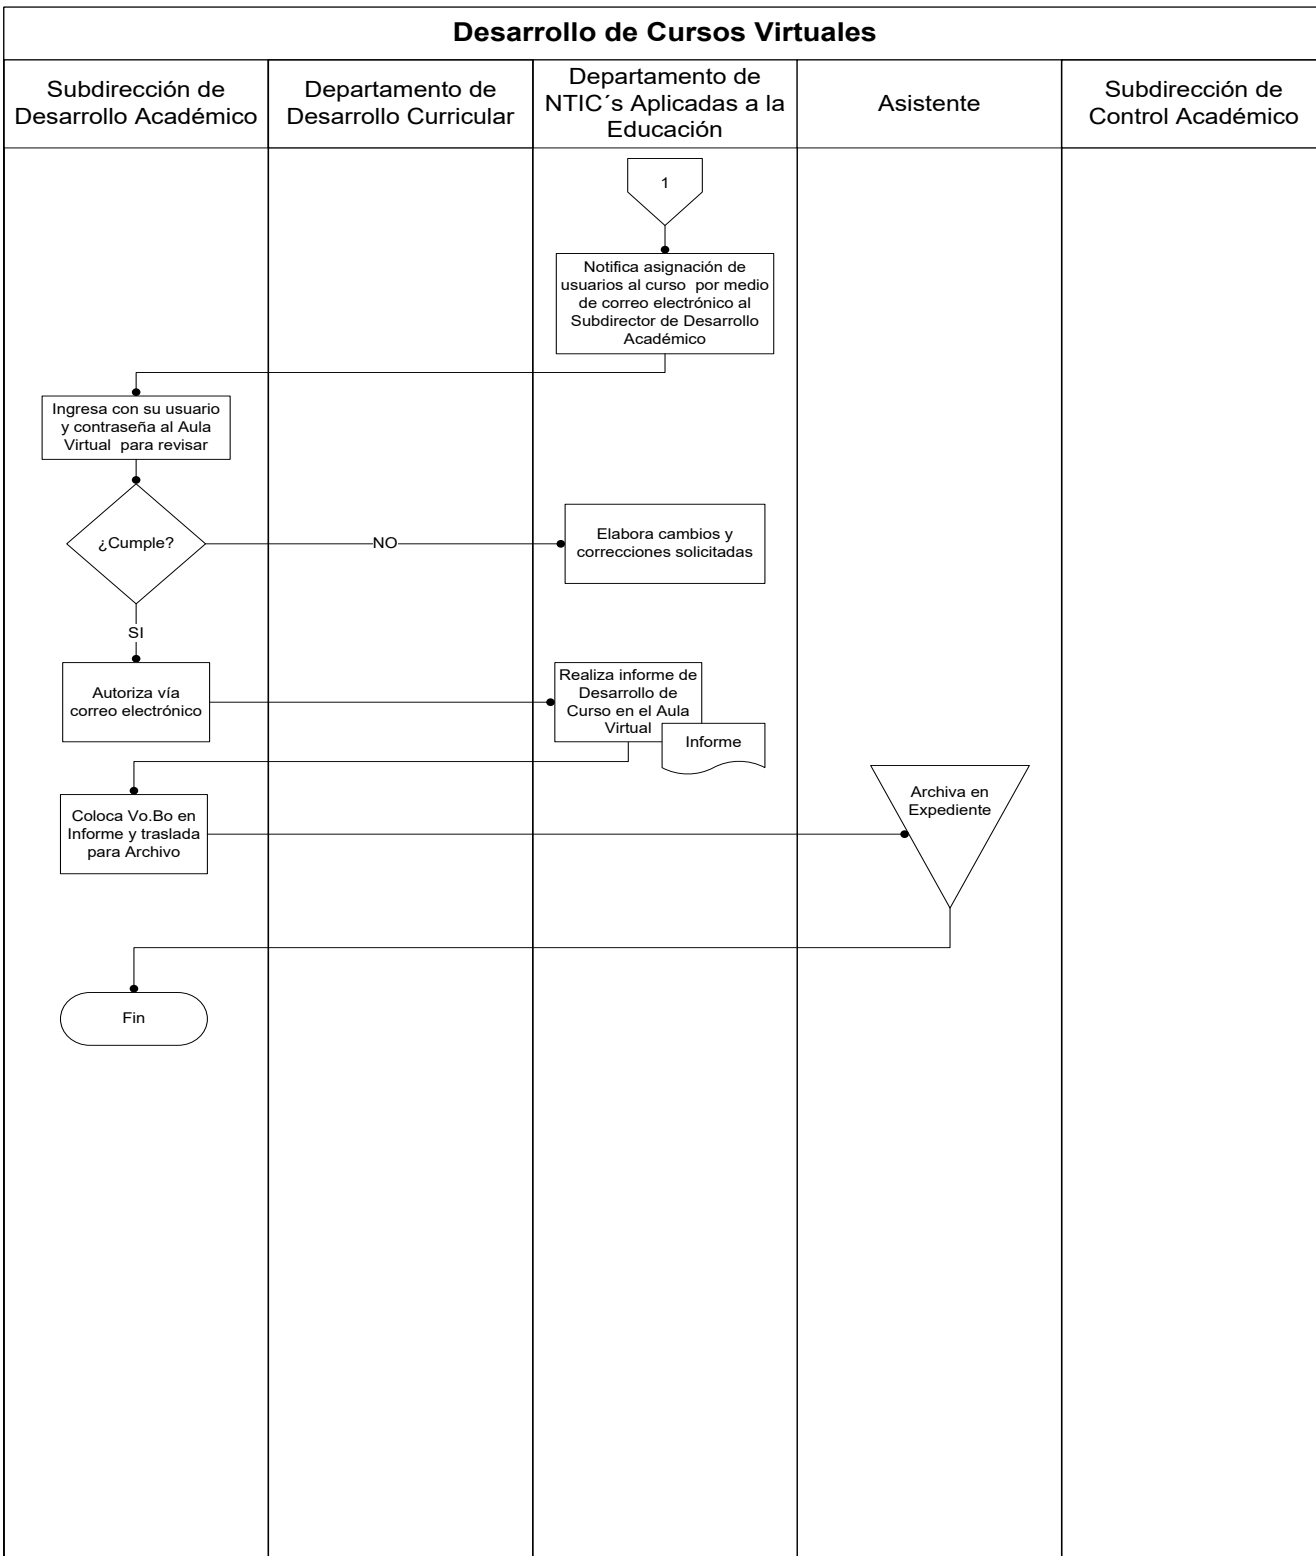 Desarrollo de Cursos Virtuales
Subdirección de
Desarrollo Académico
Departamento de
Desarrollo Curricular
Departamento de
NTIC´s Aplicadas a la
Educación
Asistente
Subdirección de
Control Académico
1
Notifica asignación de
usuarios al curso por medio
de correo electrónico al
Subdirector de Desarrollo
Académico
Ingresa con su usuario
y contraseña al Aula
Virtual para revisar
¿Cumple?
NO
Elabora cambios y
correcciones solicitadas
SI
Autoriza vía
correo electrónico
Realiza informe de
Desarrollo de
Curso en el Aula
Virtual
Informe
Coloca Vo.Bo en
Informe y traslada
para Archivo
Archiva en
Expediente
Fin